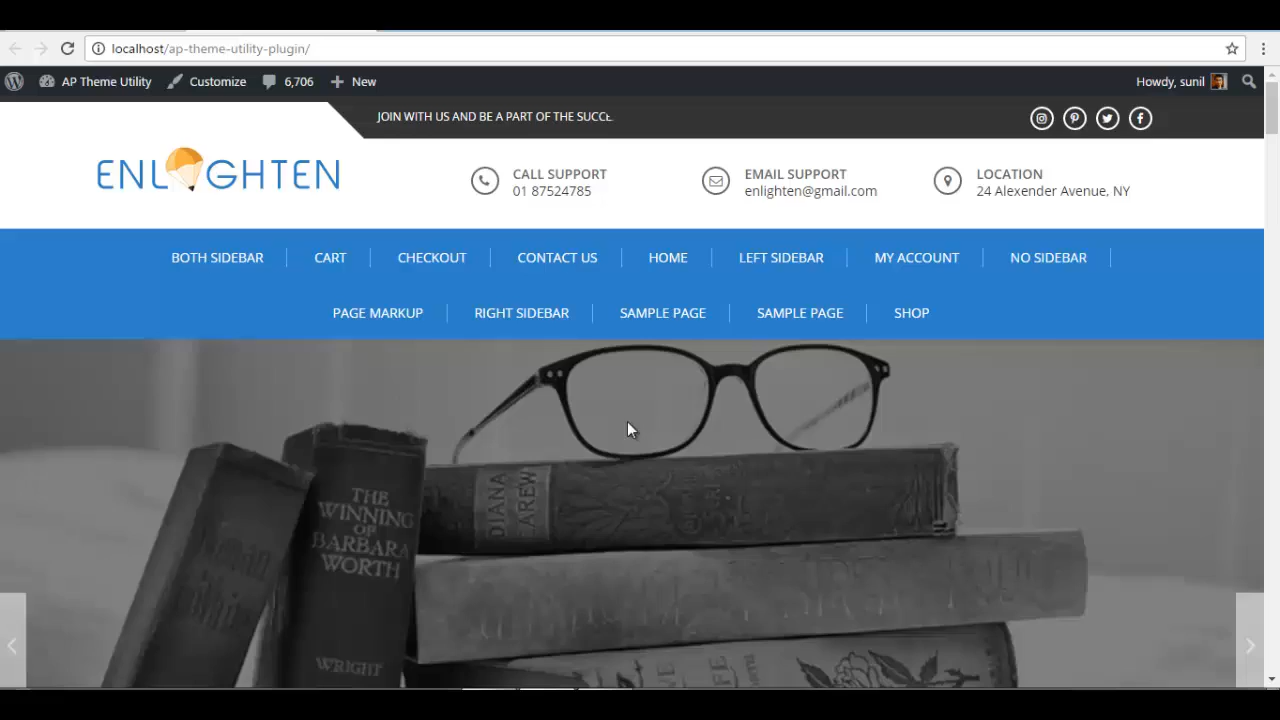 localhost/ap-theme-utility-plugin/
AP Theme Utility Customize 6,706 New Howdy, sunil
JOIN WITH US AND BE A PART OF THE SUCCE
ENLIGHTEN
CALL SUPPORT
01 87524785
EMAIL SUPPORT
enlighten@gmail.com
LOCATION
24 Alexender Avenue, NY
BOTH SIDEBAR CART CHECKOUT CONTACT US HOME LEFT SIDEBAR MY ACCOUNT NO SIDEBAR
PAGE MARKUP RIGHT SIDEBAR SAMPLE PAGE SAMPLE PAGE SHOP
THE
WINNING
OF
BARBARA
WORTH
WRIGHT
DIANA